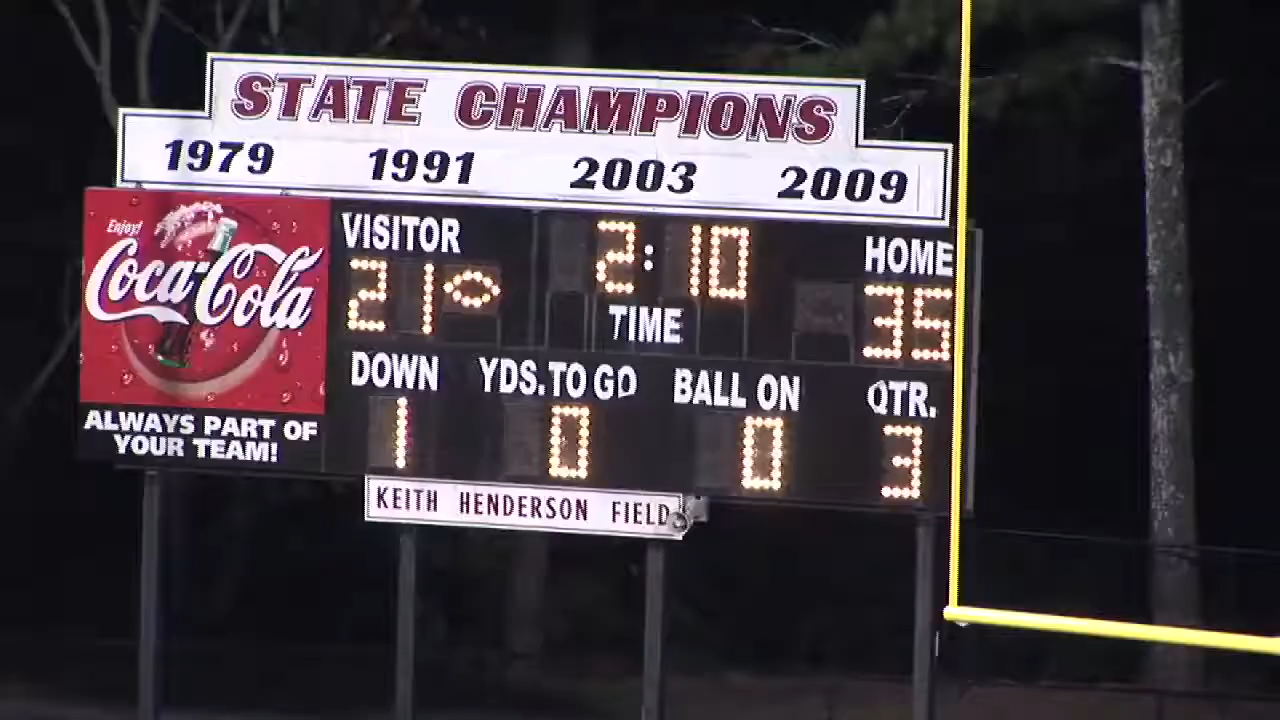 STATE CHAMPIONS
1979 1991 2003 2009
Enjoy!
Coca-Cola
ALWAYS PART OF
YOUR TEAM!
VISITOR 2:10 HOME
21 TIME 35
DOWN YDS. TO GO BALL ON QTR.
1 0 0 3
KEITH HENDERSON FIELD